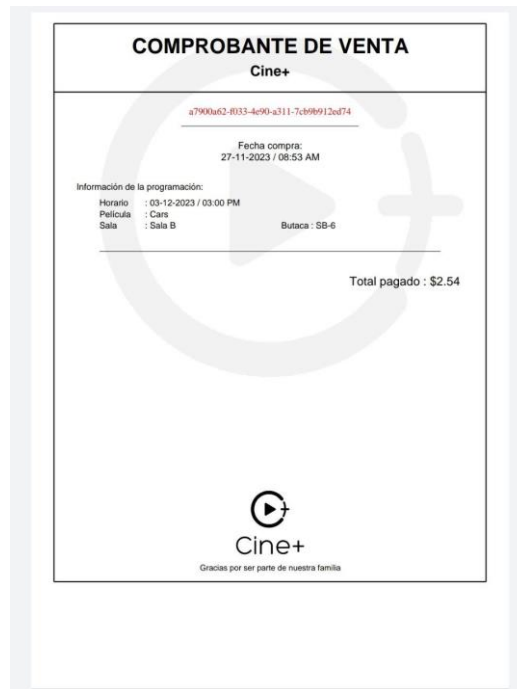 COMPROBANTE DE VENTA
Cine+
a7900a62-f033-4e90-a311-7cb9b912ed74
Fecha compra:
27-11-2023 / 08:53 AM
Información de la programación:
Horario : 03-12-2023 / 03:00 PM
Película : Cars
Sala : Sala B Butaca : SB-6
Total pagado : $2.54
Cine+
Gracias por ser parte de nuestra familia